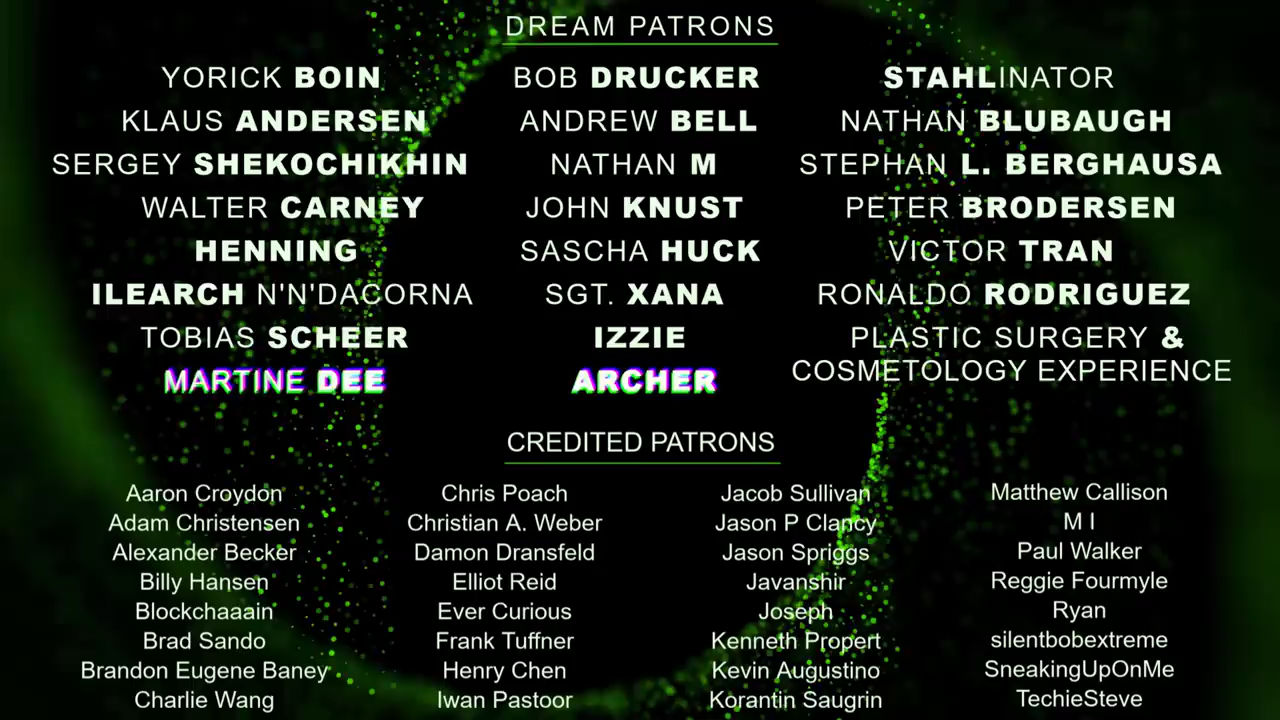 DREAM PATRONS
YORICK BOIN
KLAUS ANDERSEN
SERGEY SHEKOCHIKHIN
WALTER CARNEY
HENNING
ILEARCH N'N'DACORNA
TOBIAS SCHEER
MARTINE DEE
BOB DRUCKER
ANDREW BELL
NATHAN M
JOHN KNUST
SASCHA HUCK
SGT. XANA
IZZIE
ARCHER
STAHLINATOR
NATHAN BLUBAUGH
STEPHAN L. BERGHAUSA
PETER BRODERSEN
VICTOR TRAN
RONALDO RODRIGUEZ
PLASTIC SURGERY &
COSMETOLOGY EXPERIENCE
CREDITED PATRONS
Aaron Croydon
Adam Christensen
Alexander Becker
Billy Hansen
Blockchaaain
Brad Sando
Brandon Eugene Baney
Charlie Wang
Chris Poach
Christian A. Weber
Damon Dransfeld
Elliot Reid
Ever Curious
Frank Tuffner
Henry Chen
Iwan Pastoor
Jacob Sullivan
Jason P Clancy
Jason Spriggs
Javanshir
Joseph
Kenneth Propert
Kevin Augustino
Korantin Saugrin
Matthew Callison
M I
Paul Walker
Reggie Fourmyle
Ryan
silentbobextreme
SneakingUpOnMe
TechieSteve